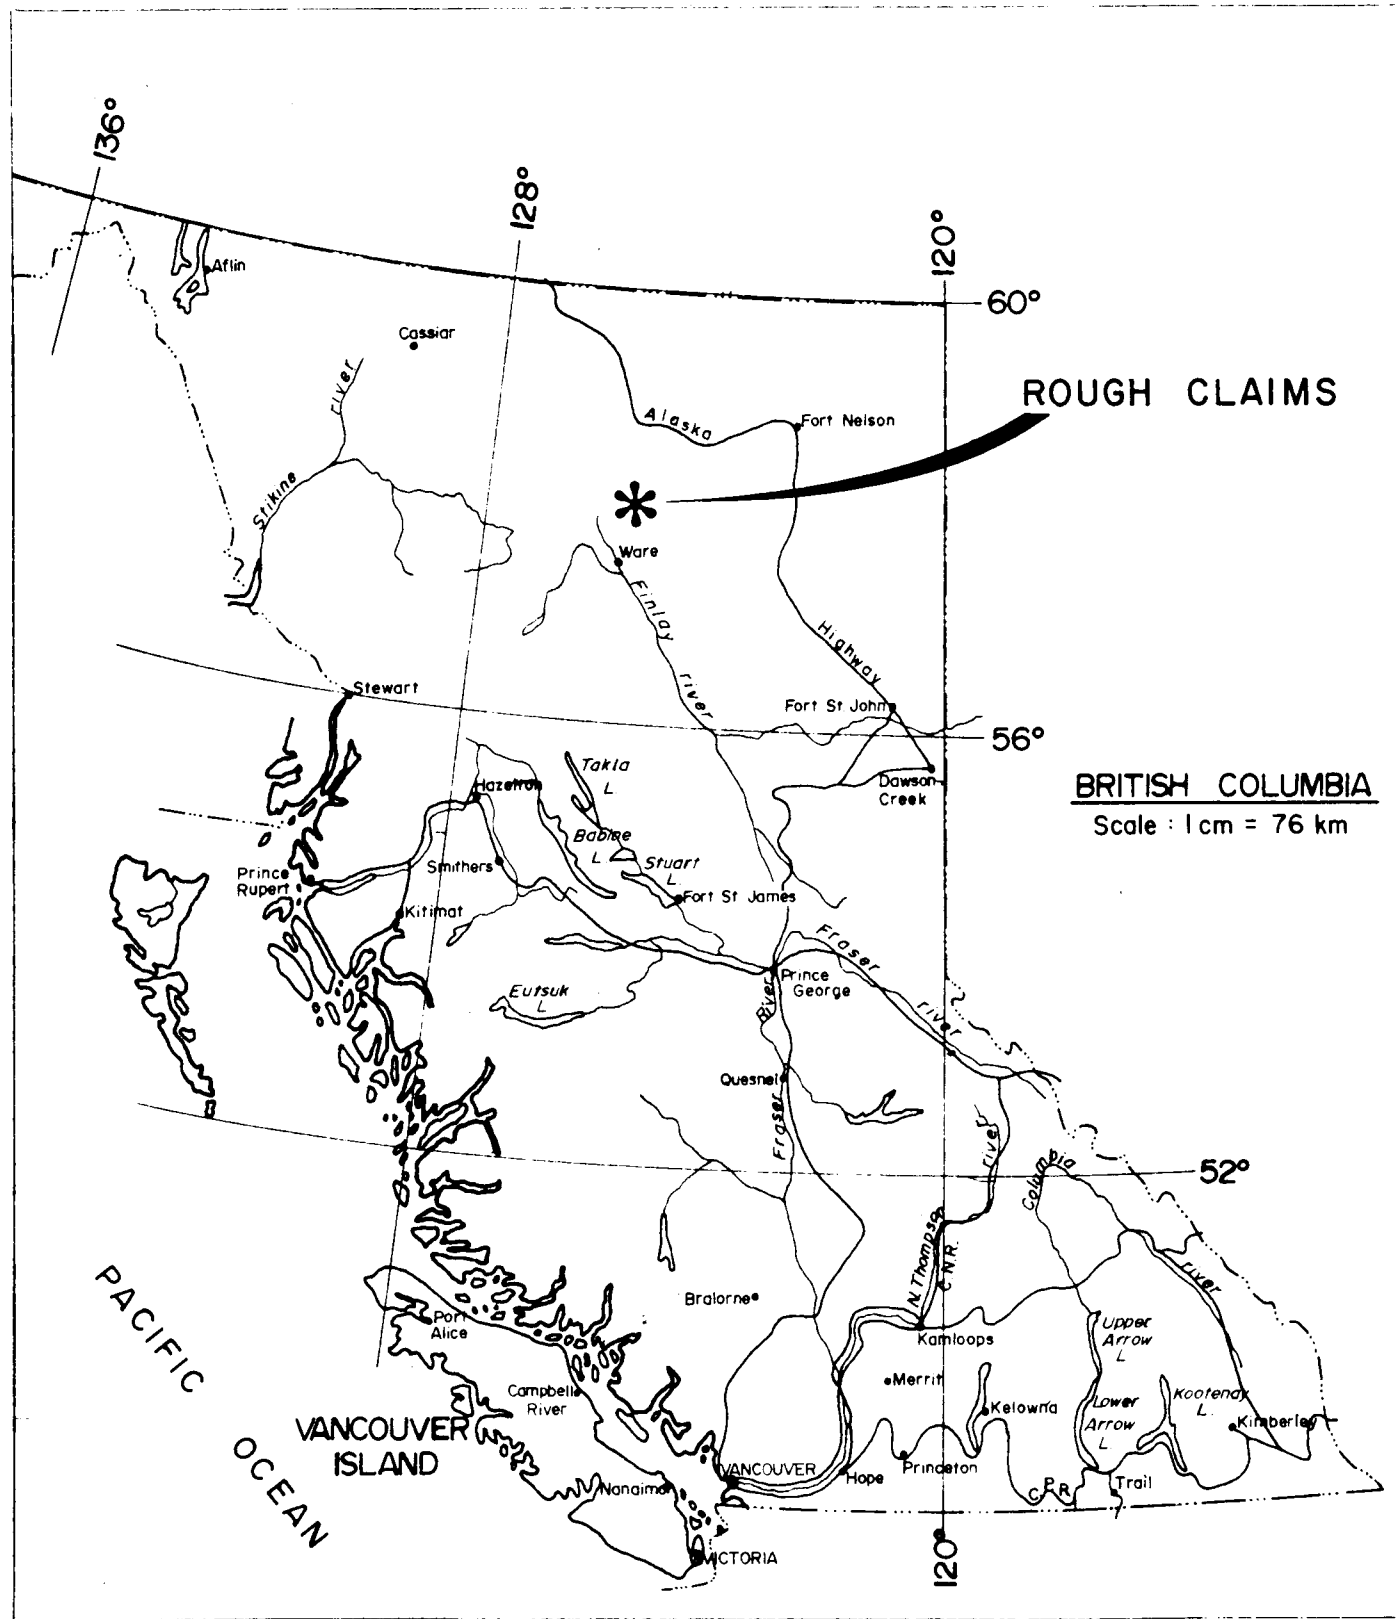 136°
128°
120°
60°
Atlin
Cassiar
river
Stikine
Alaska
Fort Nelson
ROUGH CLAIMS
Ware
Finlay
river
Highway
Stewart
Fort St John
56°
Dawson
Creek
BRITISH COLUMBIA
Scale : 1 cm = 76 km
Takla
L.
Hazelton
Babine
L.
Stuart
L.
Smithers
Prince
Rupert
Fort St James
Kitimat
Fraser
river
Prince
George
River
Eutsuk
L.
Quesnel
Fraser
river
Columbia
52°
N. Thompson
C.N.R.
river
PACIFIC
OCEAN
Bralorne
Port
Alice
Kamloops
Upper
Arrow
L.
Merrit
Campbell
River
Kelowna
Lower
Arrow
L.
Kootenay
L.
Kimberley
VANCOUVER
ISLAND
VANCOUVER
Hope
Princeton
C.P.R.
Trail
Nanaimo
VICTORIA
120°